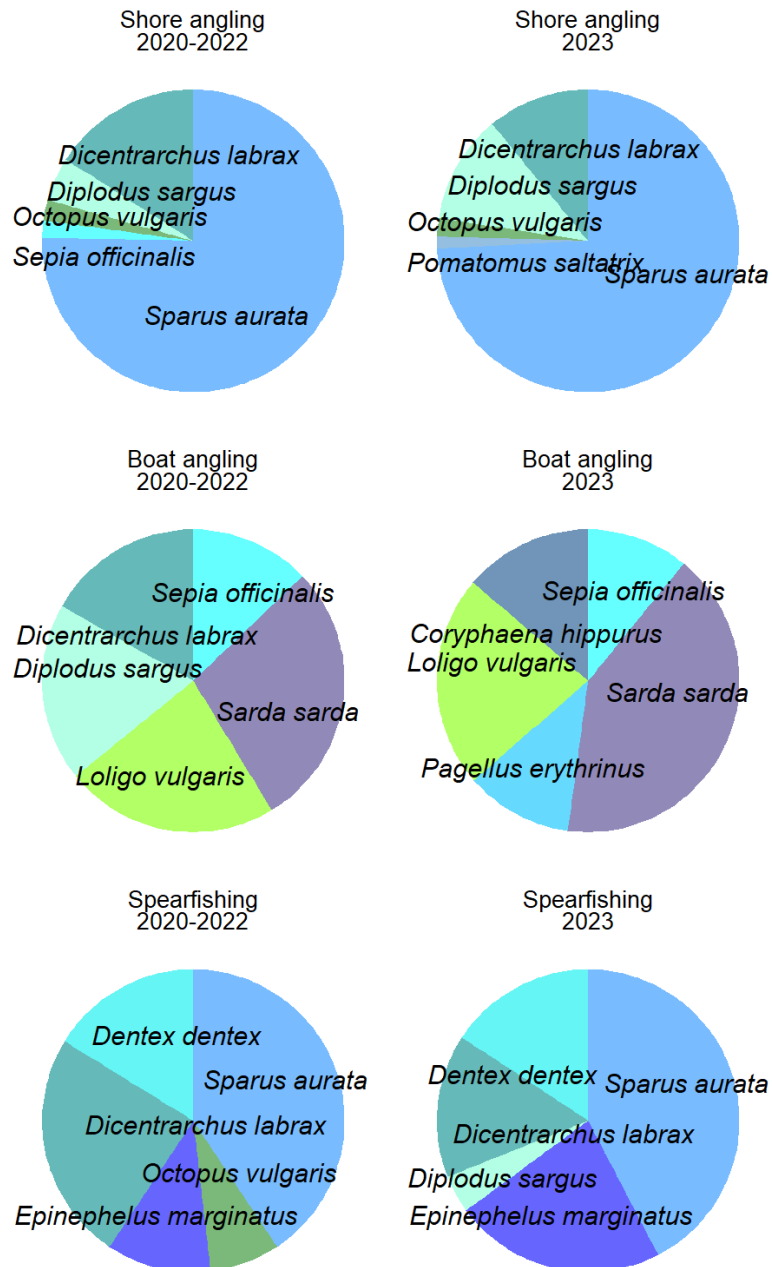 Shore angling
2020-2022
Dicentrarchus labrax
Diplodus sargus
Octopus vulgaris
Sepia officinalis
Sparus aurata
Shore angling
2023
Dicentrarchus labrax
Diplodus sargus
Octopus vulgaris
Pomatomus saltatrix
Sparus aurata
Boat angling
2020-2022
Sepia officinalis
Dicentrarchus labrax
Diplodus sargus
Sarda sarda
Loligo vulgaris
Boat angling
2023
Sepia officinalis
Coryphaena hippurus
Loligo vulgaris
Sarda sarda
Pagellus erythrinus
Spearfishing
2020-2022
Dentex dentex
Sparus aurata
Dicentrarchus labrax
Octopus vulgaris
Epinephelus marginatus
Spearfishing
2023
Dentex dentex
Sparus aurata
Dicentrarchus labrax
Diplodus sargus
Epinephelus marginatus